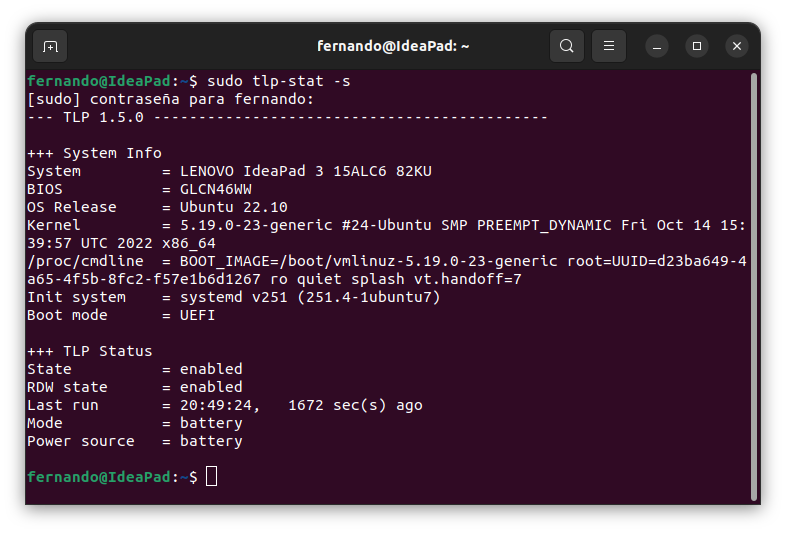 fernando@IdeaPad: ~
fernando@IdeaPad:~$ sudo tlp-stat -s
[sudo] contraseña para fernando:
--- TLP 1.5.0 --------------------------------------------

+++ System Info
System         = LENOVO IdeaPad 3 15ALC6 82KU
BIOS           = GLCN46WW
OS Release     = Ubuntu 22.10
Kernel         = 5.19.0-23-generic #24-Ubuntu SMP PREEMPT_DYNAMIC Fri Oct 14 15:
39:57 UTC 2022 x86_64
/proc/cmdline  = BOOT_IMAGE=/boot/vmlinuz-5.19.0-23-generic root=UUID=d23ba649-4
a65-4f5b-8fc2-f57e1b6d1267 ro quiet splash vt.handoff=7
Init system    = systemd v251 (251.4-1ubuntu7)
Boot mode      = UEFI

+++ TLP Status
State          = enabled
RDW state      = enabled
Last run       = 20:49:24,   1672 sec(s) ago
Mode           = battery
Power source   = battery

fernando@IdeaPad:~$